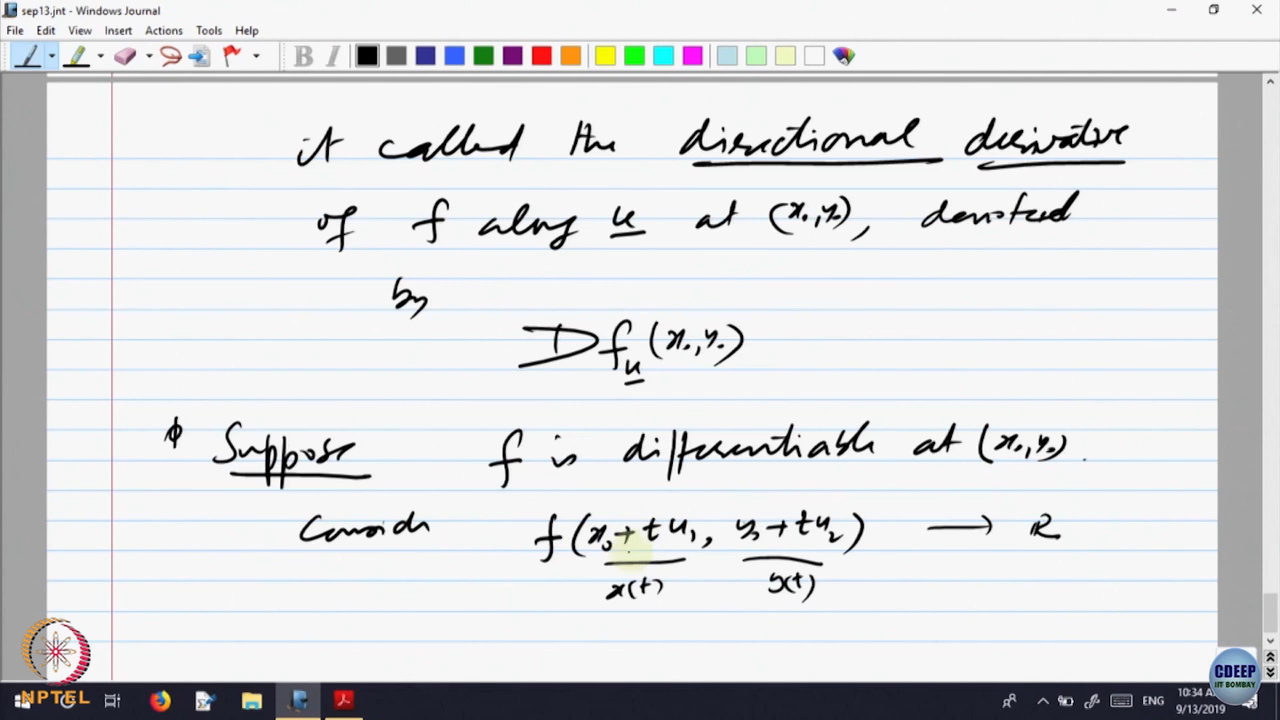 sep13.jnt - Windows Journal
File Edit View Insert Actions Tools Help
B I
it called the directional derivative
of f along u at (x₀,y₀), denoted
by
Df_u (x₀,y₀)
Suppose f is differentiable at (x₀,y₀).
Consider f(x₀+tu₁, y₀+tu₂) → R
x(t) y(t)
NPTEL
CDEEP
IIT BOMBAY
ENG
10:34 A
9/13/2019